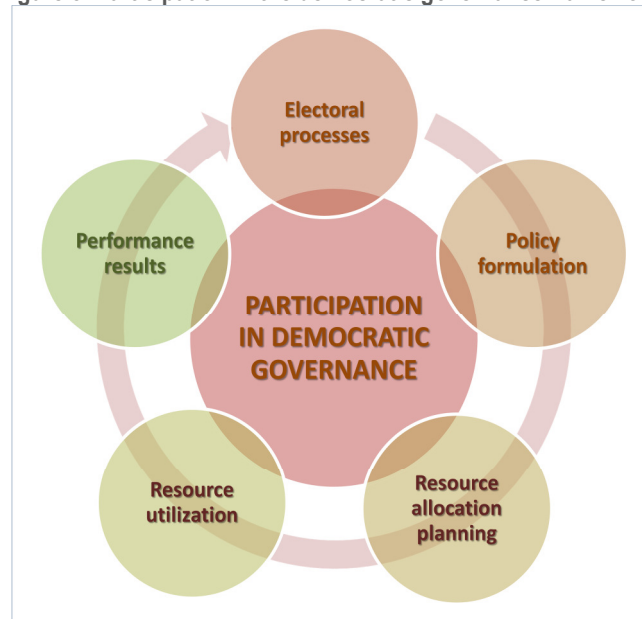 Electoral
processes
Policy
formulation
Resource
allocation
planning
Resource
utilization
Performance
results
PARTICIPATION
IN DEMOCRATIC
GOVERNANCE